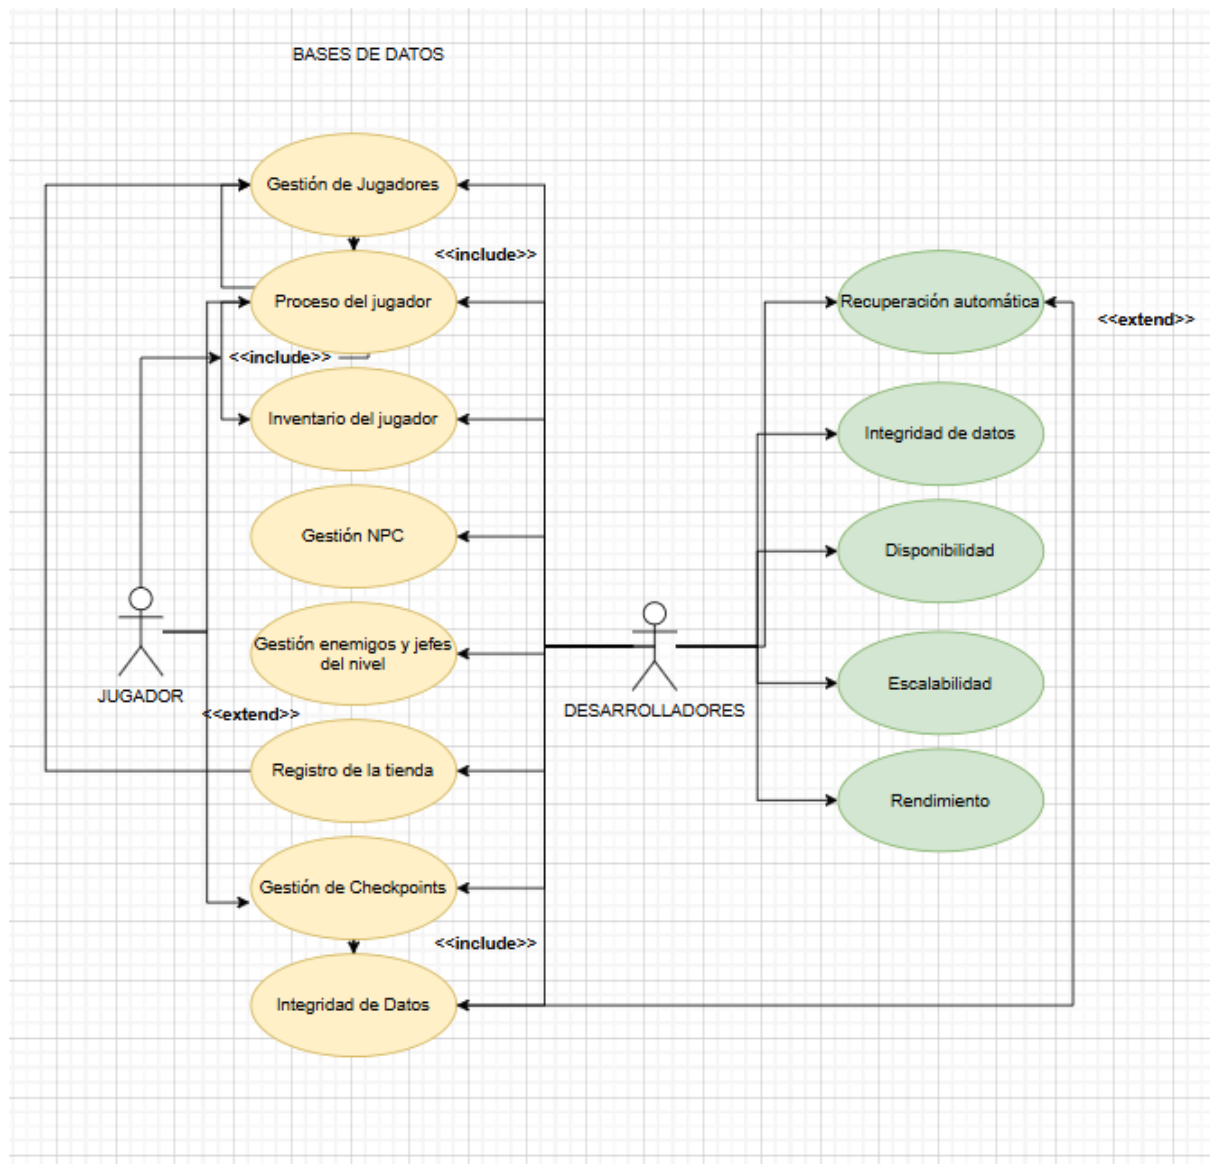 BASES DE DATOS
Gestión de Jugadores
<<include>>
Proceso del jugador
Recuperación automática
<<extend>>
<<include>>
Inventario del jugador
Integridad de datos
Gestión NPC
Disponibilidad
Gestión enemigos y jefes
del nivel
Escalabilidad
JUGADOR
DESARROLLADORES
<<extend>>
Registro de la tienda
Rendimiento
Gestión de Checkpoints
<<include>>
Integridad de Datos